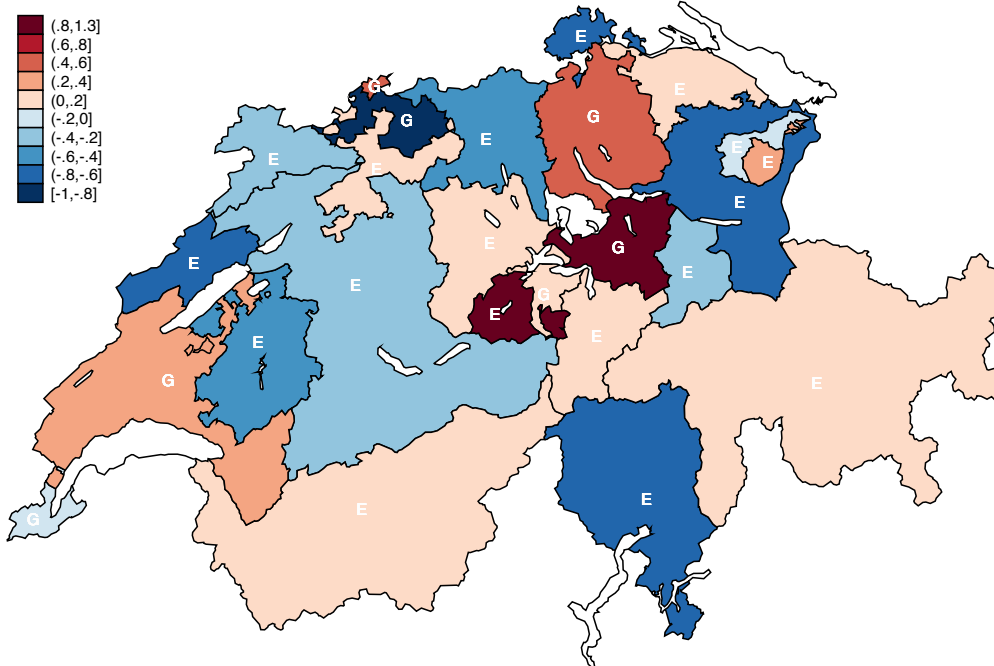 (.8,1.3]
(.6,.8]
(.4,.6]
(.2,.4]
(0,.2]
(-.2,0]
(-.4,-.2]
(-.6,-.4]
(-.8,-.6]
[-1,-.8]
E
G
E
G
G
E
E
E
E
E
E
E
G
E
E
G
E
E
E
E
G
E
E
E
G